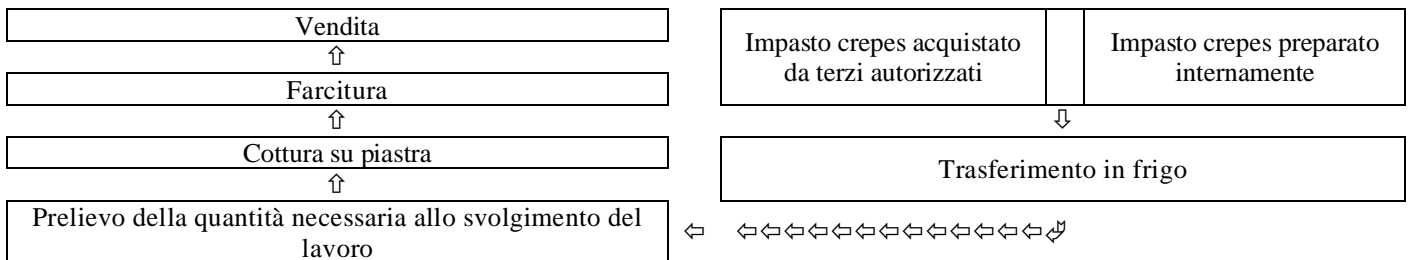 Vendita
⇧
Farcitura
⇧
Cottura su piastra
⇧
Prelievo della quantità necessaria allo svolgimento del
lavoro
Impasto crepes acquistato
da terzi autorizzati
Impasto crepes preparato
internamente
⇩
Trasferimento in frigo
⇦ ⇦⇦⇦⇦⇦⇦⇦⇦⇦⇦⇦⇦⇦